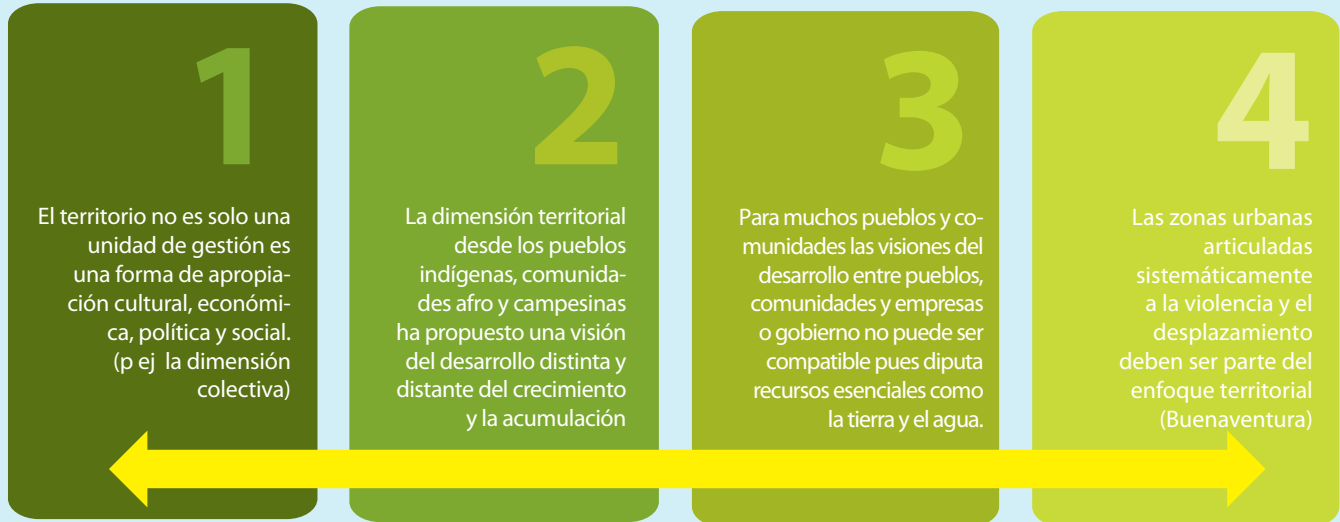 1
El territorio no es solo una
unidad de gestión es
una forma de apropia-
ción cultural, económi-
ca, política y social.
(p ej la dimensión
colectiva)
2
La dimensión territorial
desde los pueblos
indígenas, comunida-
des afro y campesinas
ha propuesto una visión
del desarrollo distinta y
distante del crecimiento
y la acumulación
3
Para muchos pueblos y co-
munidades las visiones del
desarrollo entre pueblos,
comunidades y empresas
o gobierno no puede ser
compatible pues diputa
recursos esenciales como
la tierra y el agua.
4
Las zonas urbanas
articuladas
sistemáticamente
a la violencia y el
desplazamiento
deben ser parte del
enfoque territorial
(Buenaventura)